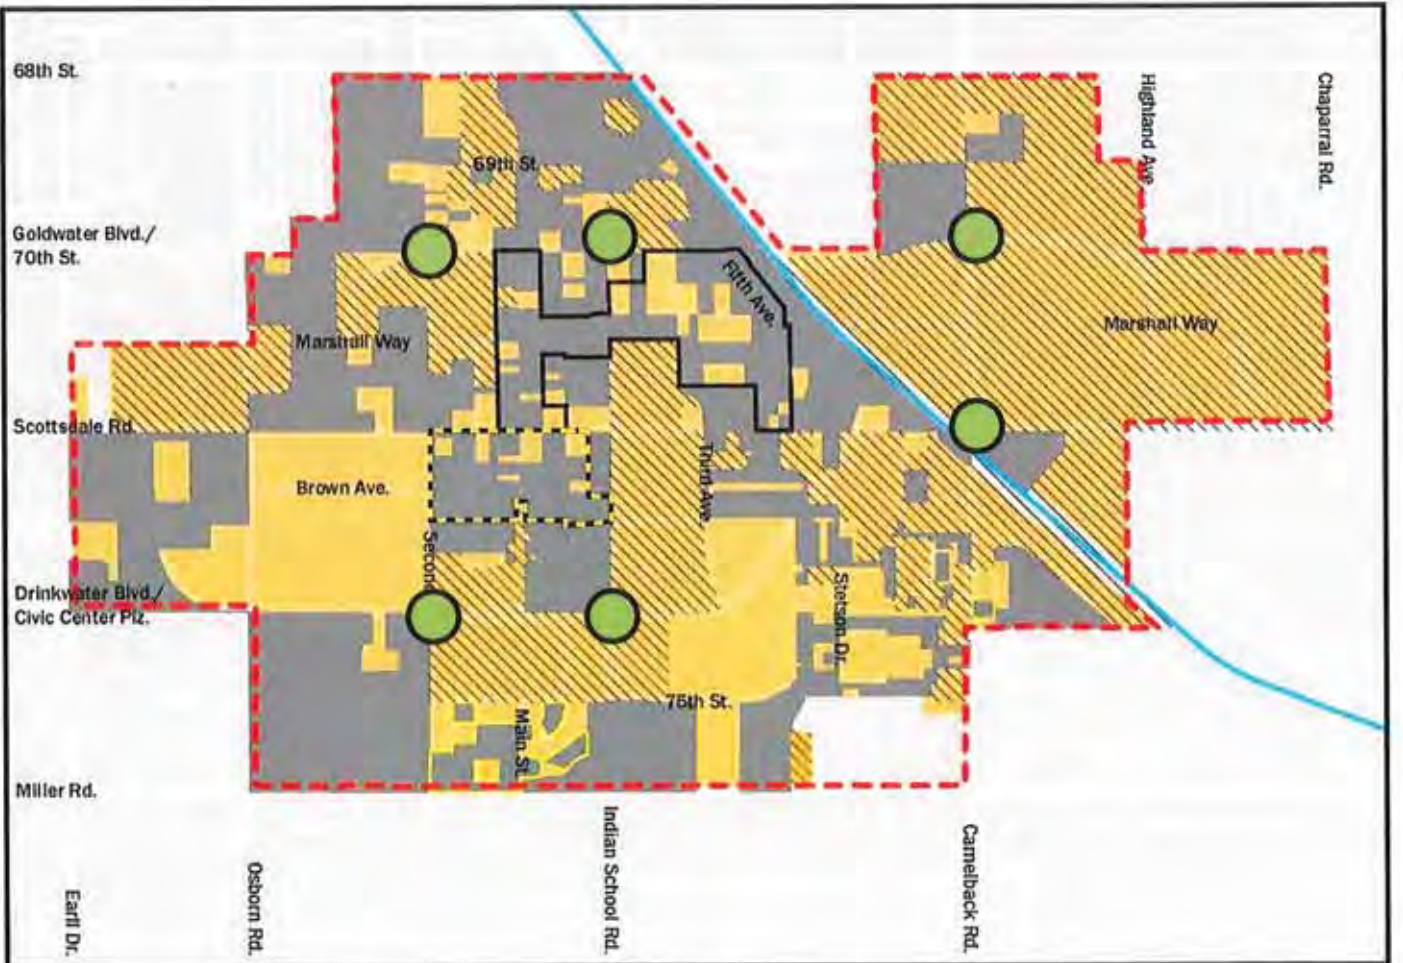 68th St.
Highland Ave.
Chaparral Rd.
69th St.
Goldwater Blvd./
70th St.
Fifth Ave.
Marshall Way
Marshall Way
Scottsdale Rd.
Third Ave.
Brown Ave.
Second
Stetson Dr.
Drinkwater Blvd./
Civic Center Plz.
75th St.
Main St.
Miller Rd.
Indian School Rd.
Camelback Rd.
Osborn Rd.
Earll Dr.